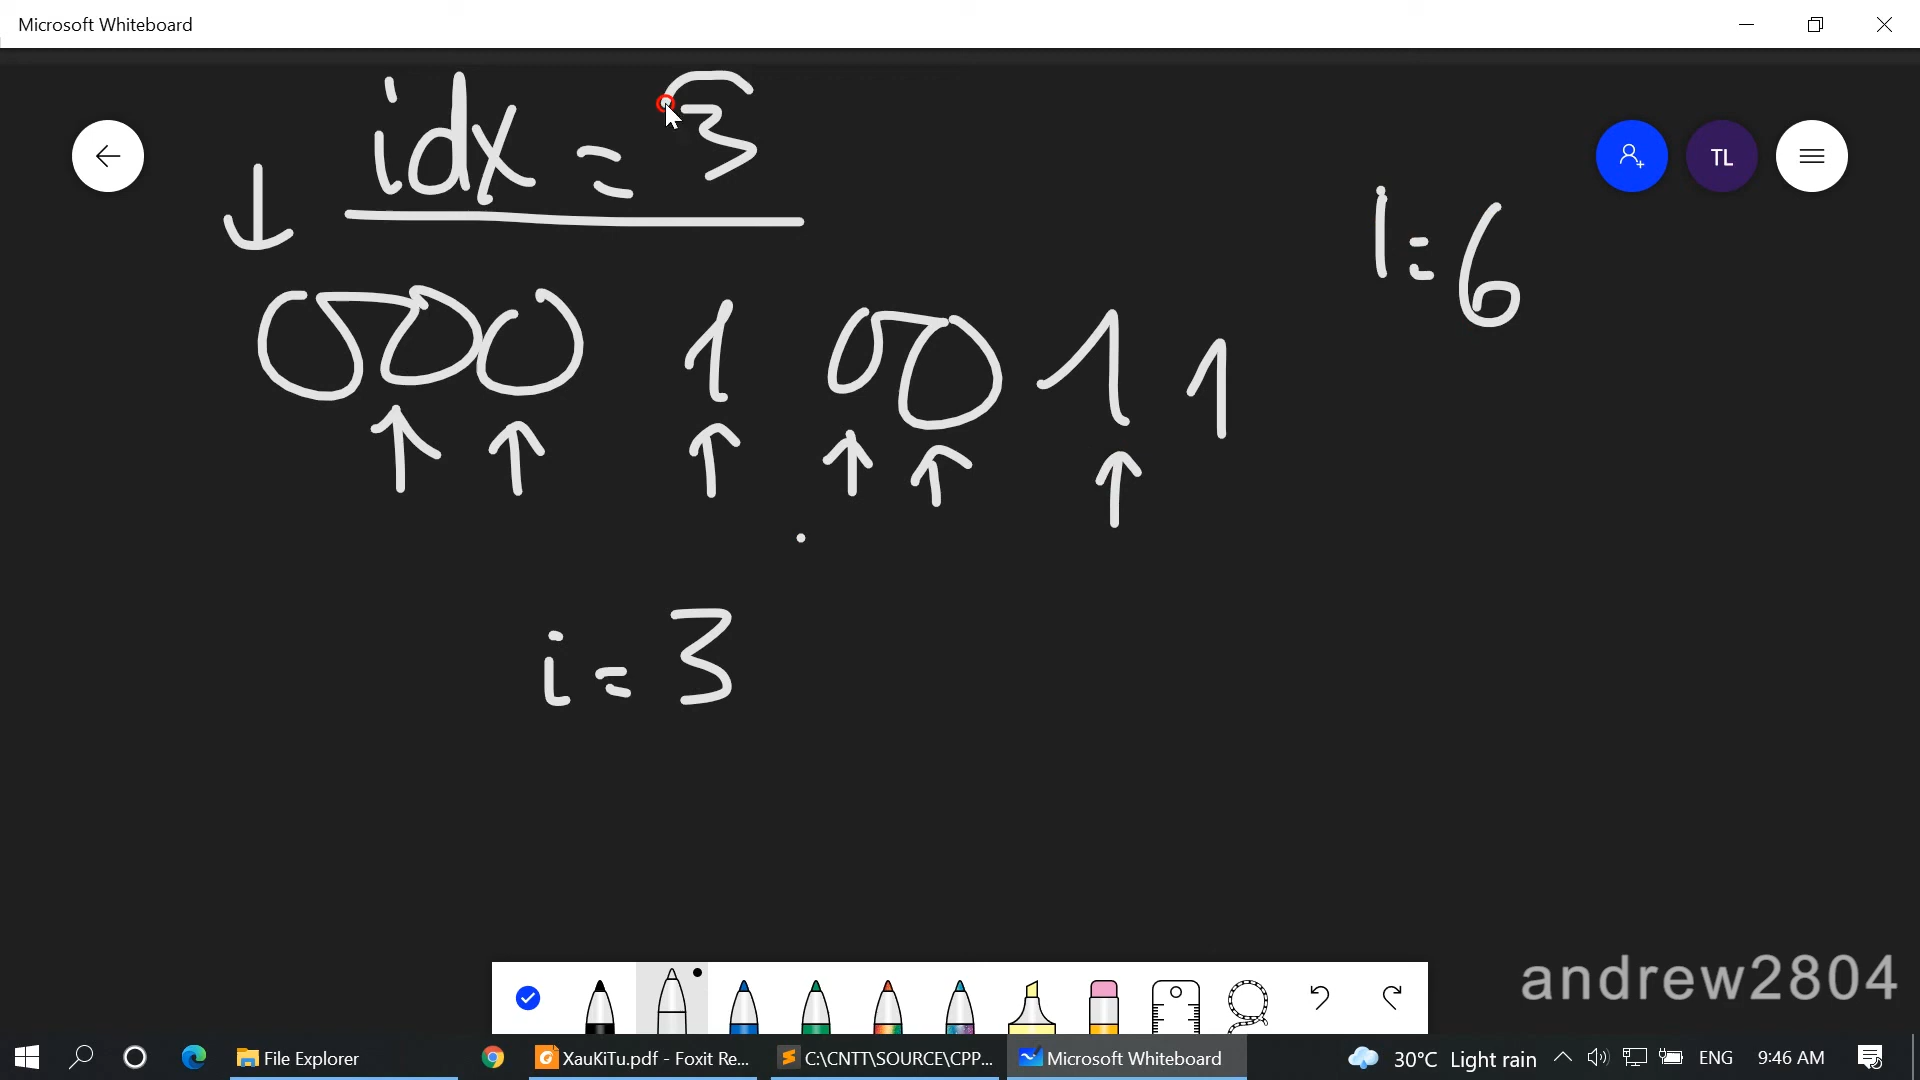 Microsoft Whiteboard
idx = 3
TL
l = 6
000 1 00 1 1
i = 3
andrew2804
File Explorer
XauKiTu.pdf - Foxit Re...
C:\CNTT\SOURCE\CPP...
Microsoft Whiteboard
30°C Light rain
ENG
9:46 AM